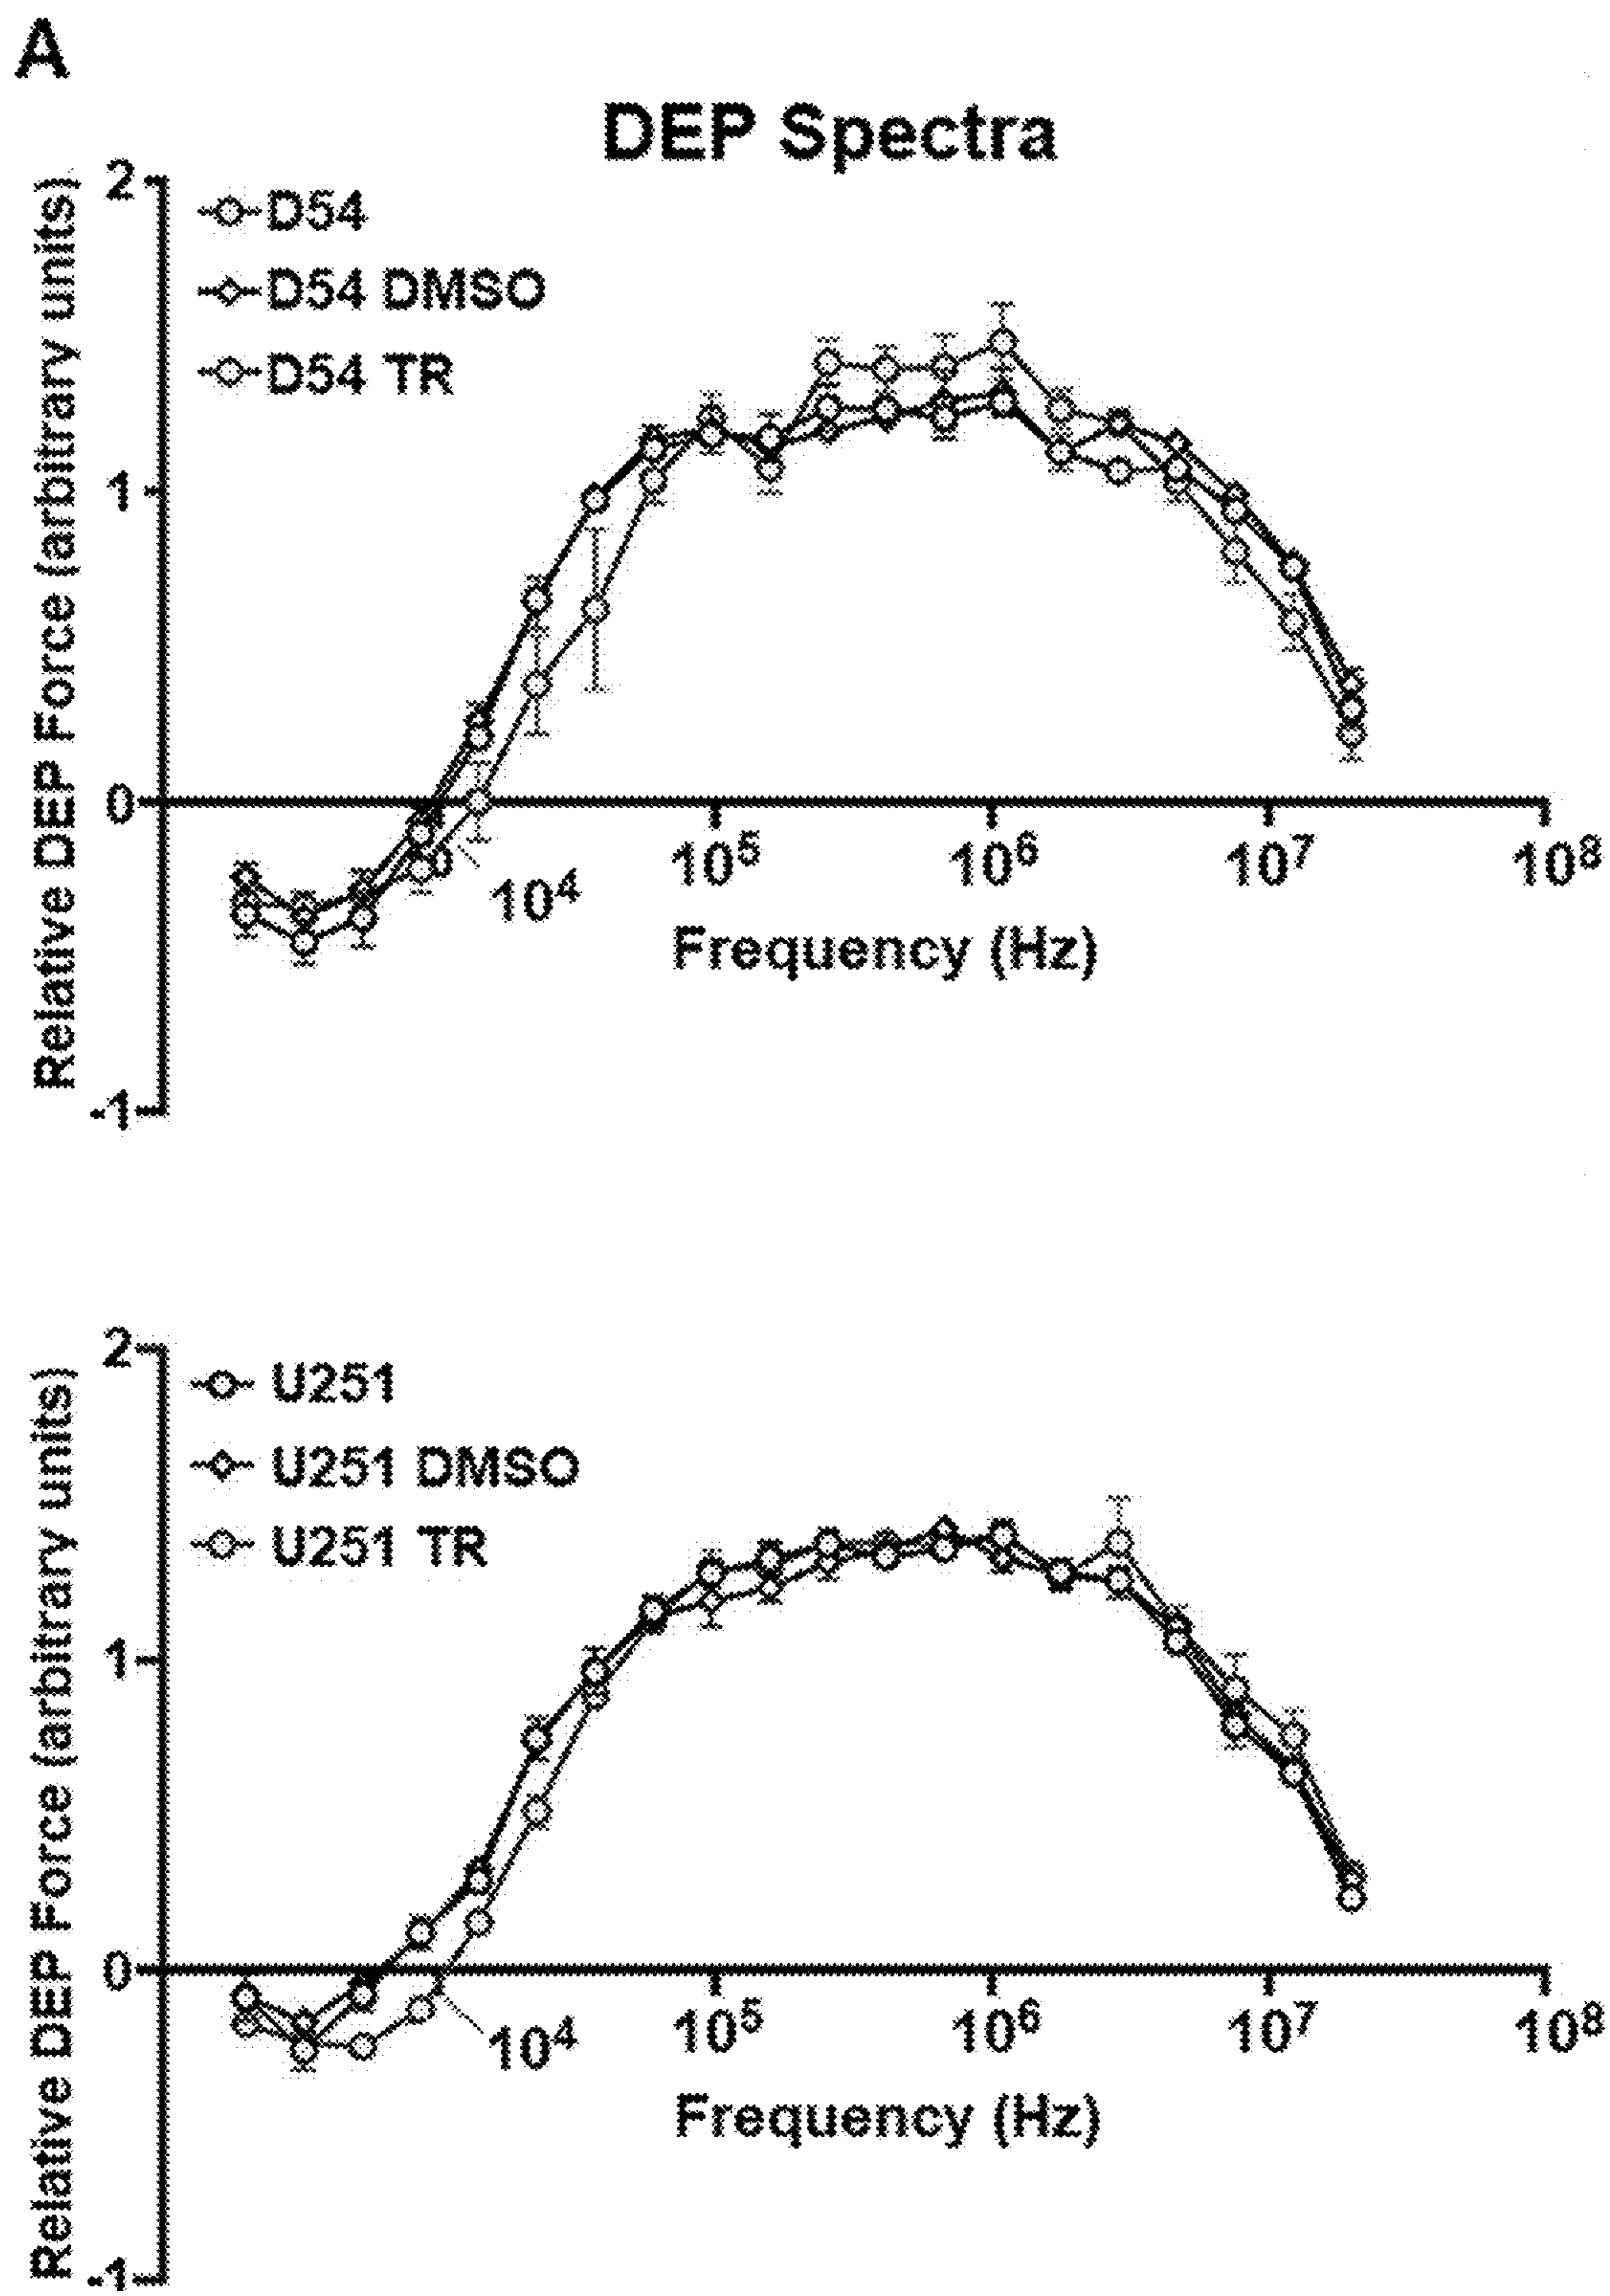 A
DEP Spectra
Relative DEP Force (arbitrary units)
2
1
0
-1
D54
D54 DMSO
D54 TR
10⁴
10⁵
10⁶
10⁷
10⁸
Frequency (Hz)
Relative DEP Force (arbitrary units)
2
1
0
-1
U251
U251 DMSO
U251 TR
10⁴
10⁵
10⁶
10⁷
10⁸
Frequency (Hz)